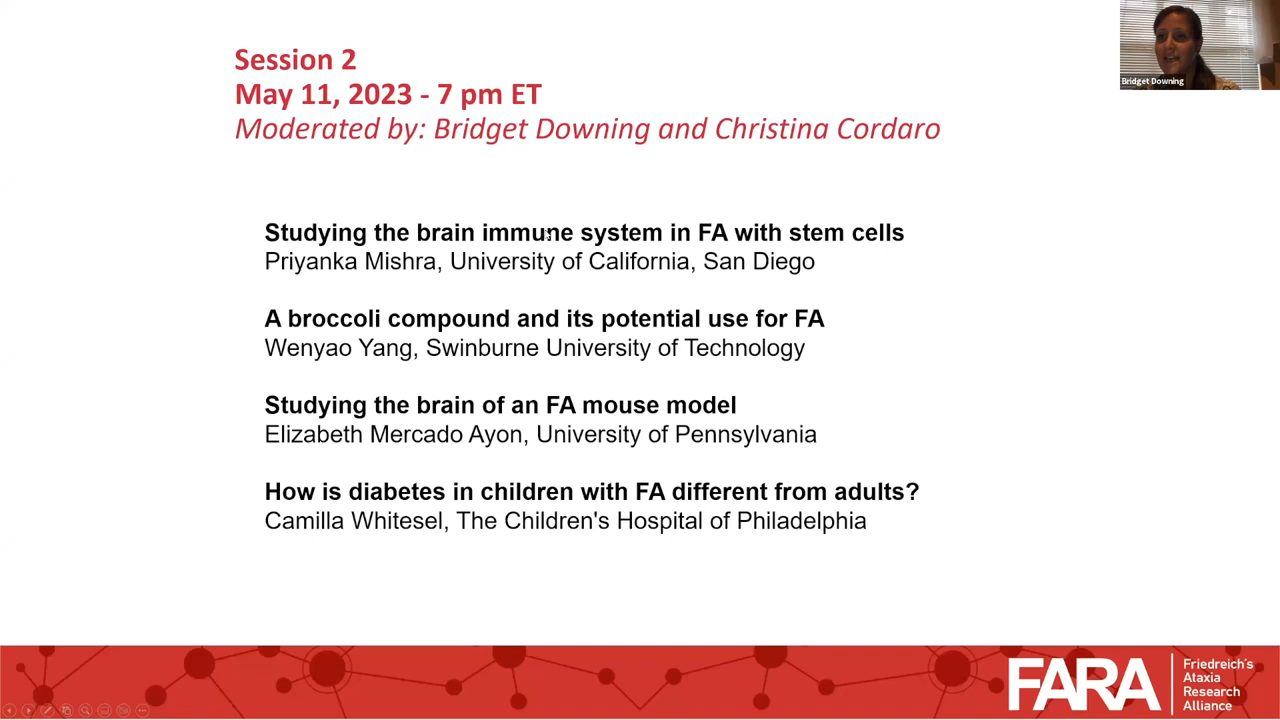 Session 2
May 11, 2023 - 7 pm ET
Moderated by: Bridget Downing and Christina Cordaro
Bridget Downing
Studying the brain immune system in FA with stem cells
Priyanka Mishra, University of California, San Diego
A broccoli compound and its potential use for FA
Wenyao Yang, Swinburne University of Technology
Studying the brain of an FA mouse model
Elizabeth Mercado Ayon, University of Pennsylvania
How is diabetes in children with FA different from adults?
Camilla Whitesel, The Children's Hospital of Philadelphia
FARA
Friedreich's
Ataxia
Research
Alliance